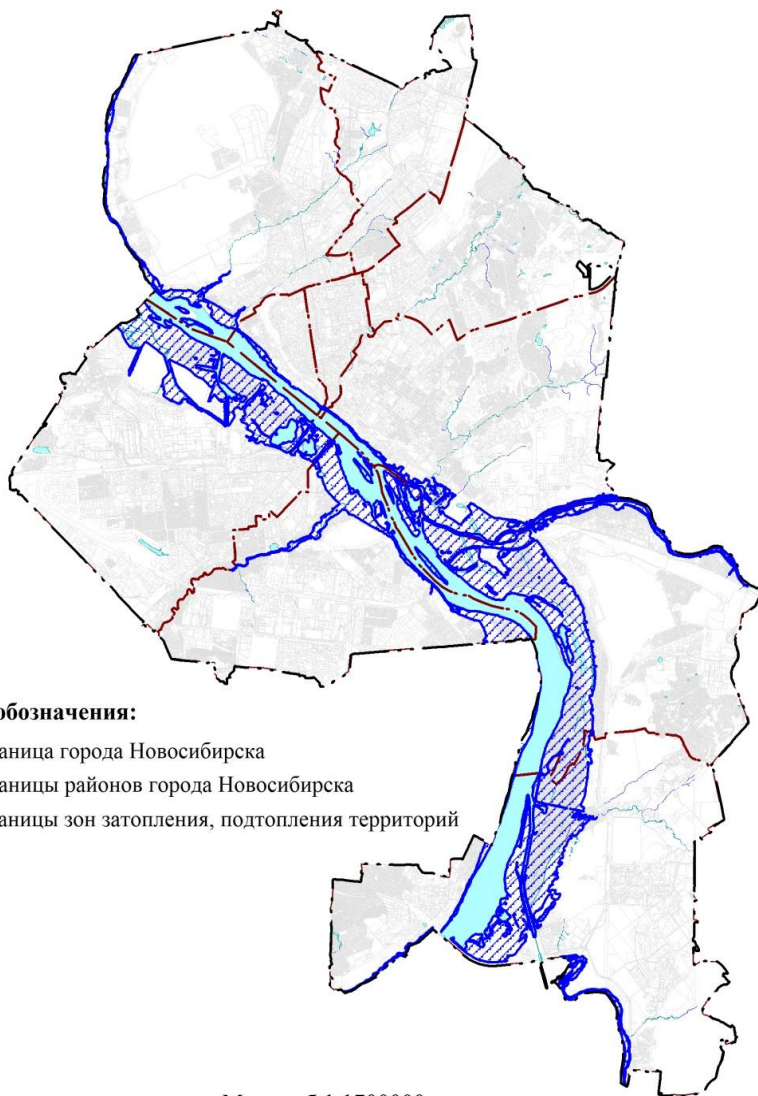 обозначения:
аница города Новосибирска
аницы районов города Новосибирска
аницы зон затопления, подтопления территорий